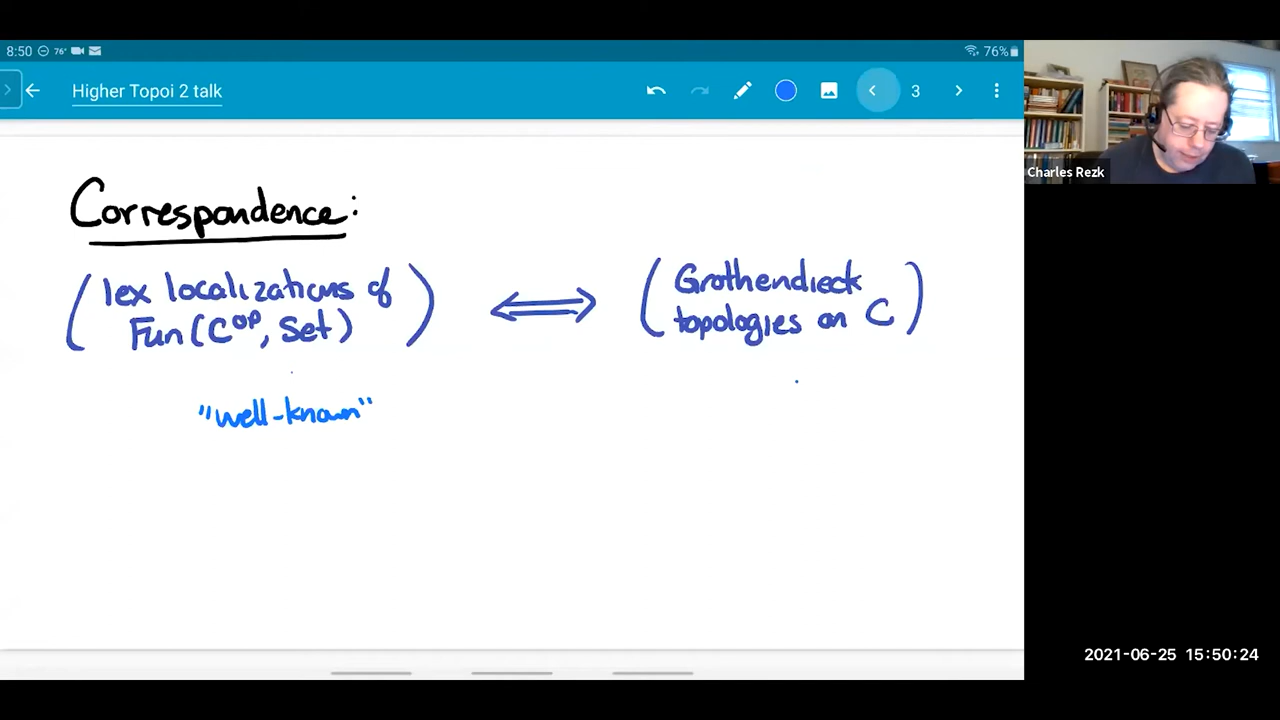 8:50 76° 76%
Higher Topoi 2 talk 3
Charles Rezk
Correspondence:
(lex localizations of
Fun(C^op, Set))
⟺
(Grothendieck
topologies on C)
"well-known"
2021-06-25 15:50:24